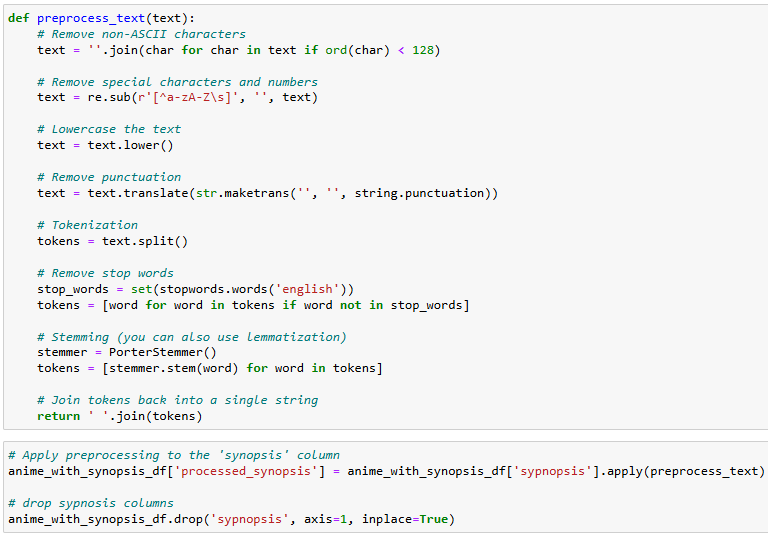 def preprocess_text(text):
    # Remove non-ASCII characters
    text = ''.join(char for char in text if ord(char) < 128)

    # Remove special characters and numbers
    text = re.sub(r'[^a-zA-Z\s]', '', text)

    # Lowercase the text
    text = text.lower()

    # Remove punctuation
    text = text.translate(str.maketrans('', '', string.punctuation))

    # Tokenization
    tokens = text.split()

    # Remove stop words
    stop_words = set(stopwords.words('english'))
    tokens = [word for word in tokens if word not in stop_words]

    # Stemming (you can also use lemmatization)
    stemmer = PorterStemmer()
    tokens = [stemmer.stem(word) for word in tokens]

    # Join tokens back into a single string
    return ' '.join(tokens)

# Apply preprocessing to the 'synopsis' column
anime_with_synopsis_df['processed_synopsis'] = anime_with_synopsis_df['sypnopsis'].apply(preprocess_text)

# drop sypnosis columns
anime_with_synopsis_df.drop('sypnopsis', axis=1, inplace=True)